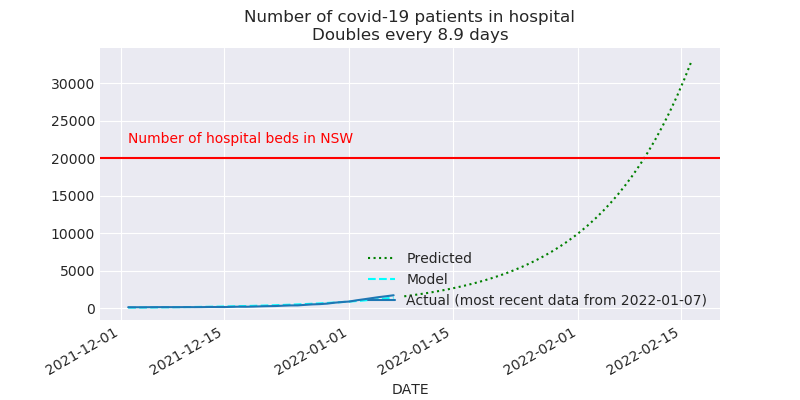 Number of covid-19 patients in hospital
Doubles every 8.9 days
30000
25000
Number of hospital beds in NSW
20000
15000
10000
Predicted
5000
Model
Actual (most recent data from 2022-01-07)
0
2021-12-01
2021-12-15
2022-01-01
2022-01-15
2022-02-01
2022-02-15
DATE